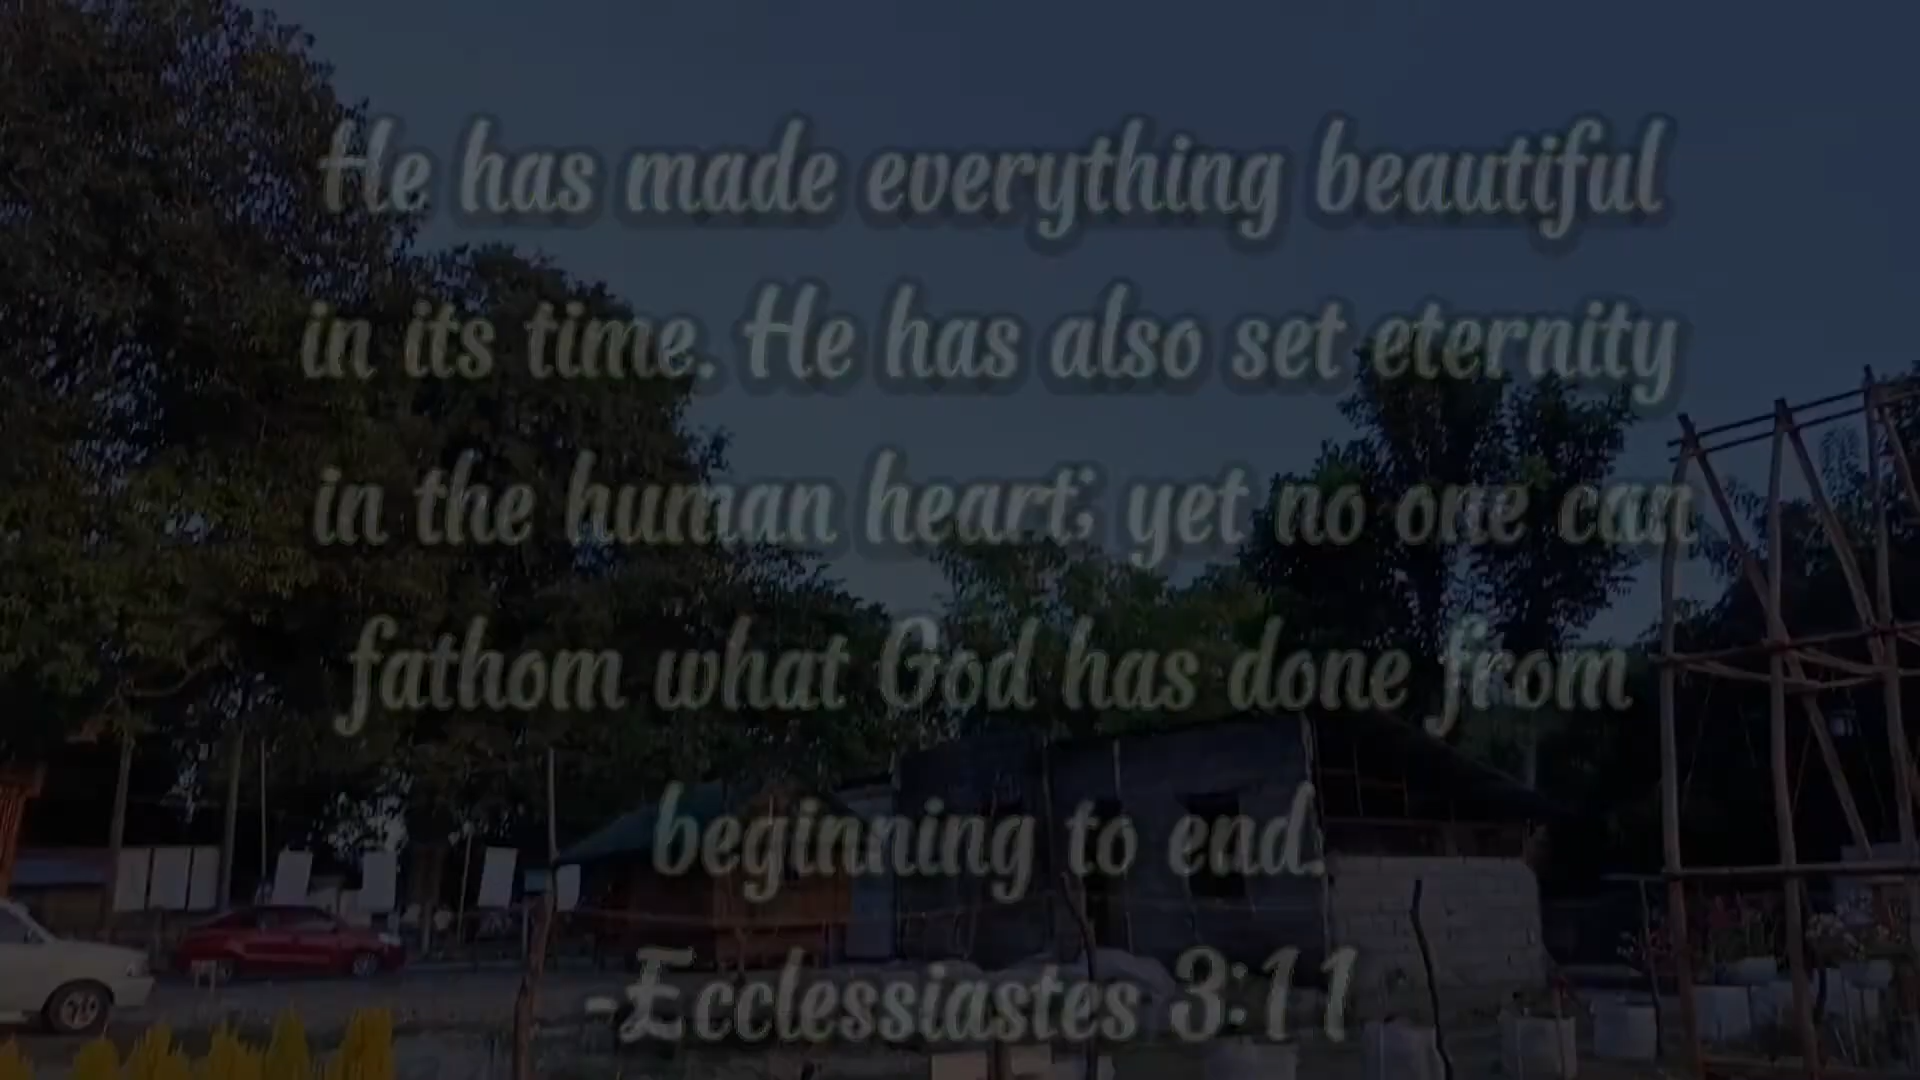 He has made everything beautiful
in its time. He has also set eternity
in the human heart; yet no one can
fathom what God has done from
beginning to end.
-Ecclessiastes 3:11